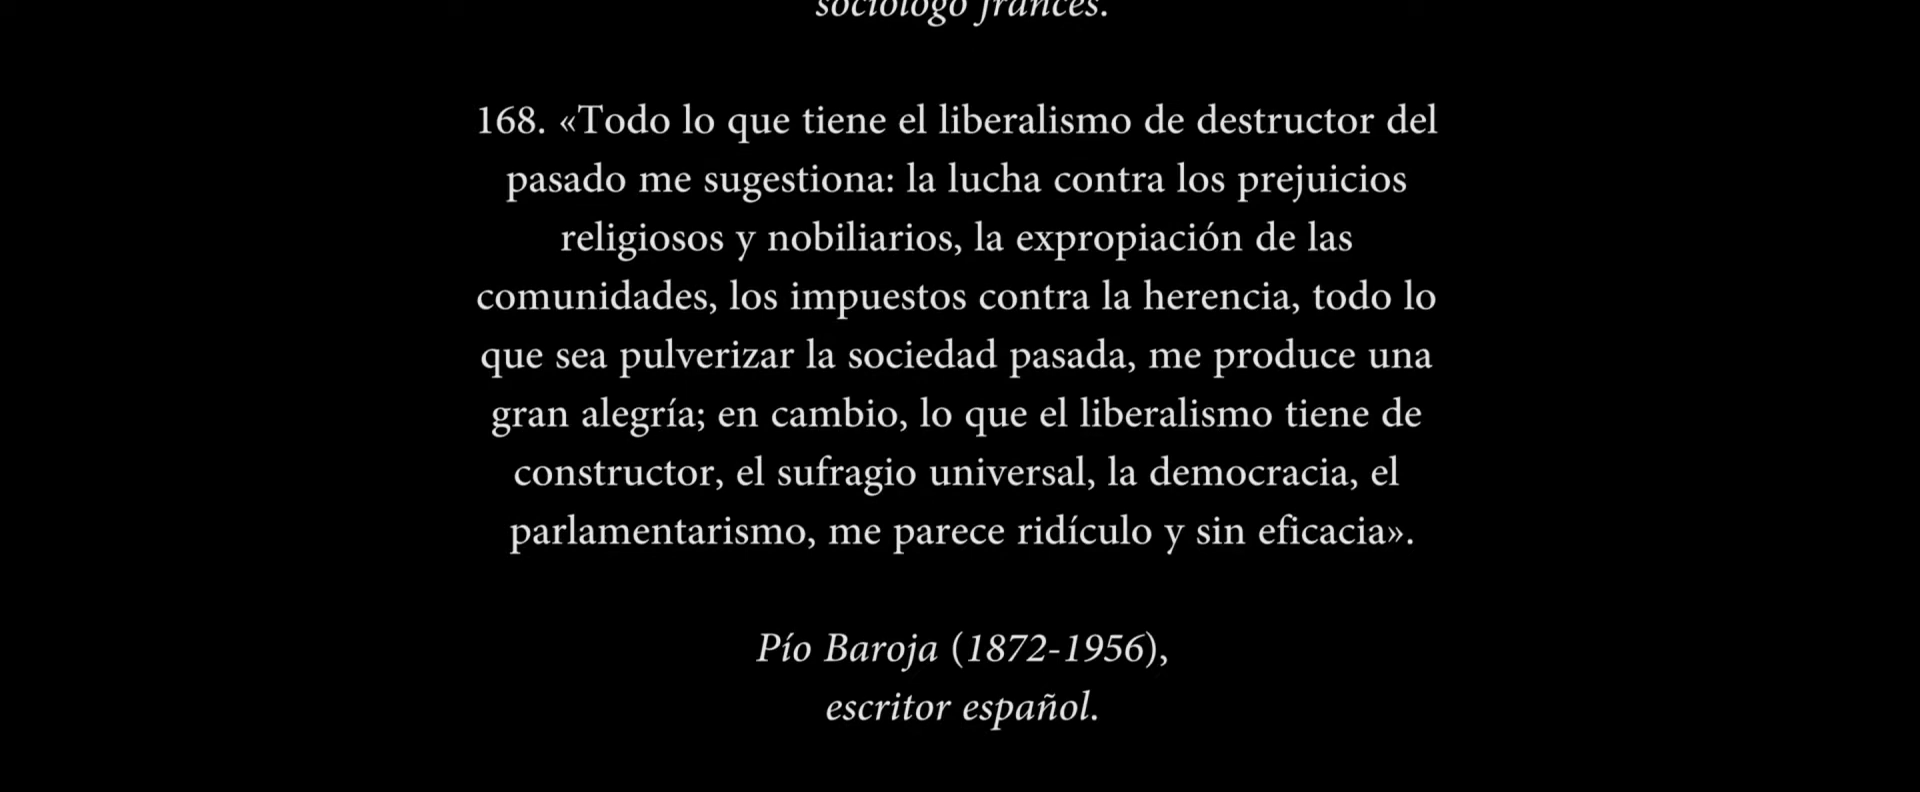 sociólogo francés.
168. «Todo lo que tiene el liberalismo de destructor del
pasado me sugestiona: la lucha contra los prejuicios
religiosos y nobiliarios, la expropiación de las
comunidades, los impuestos contra la herencia, todo lo
que sea pulverizar la sociedad pasada, me produce una
gran alegría; en cambio, lo que el liberalismo tiene de
constructor, el sufragio universal, la democracia, el
parlamentarismo, me parece ridículo y sin eficacia».
Pío Baroja (1872-1956),
escritor español.